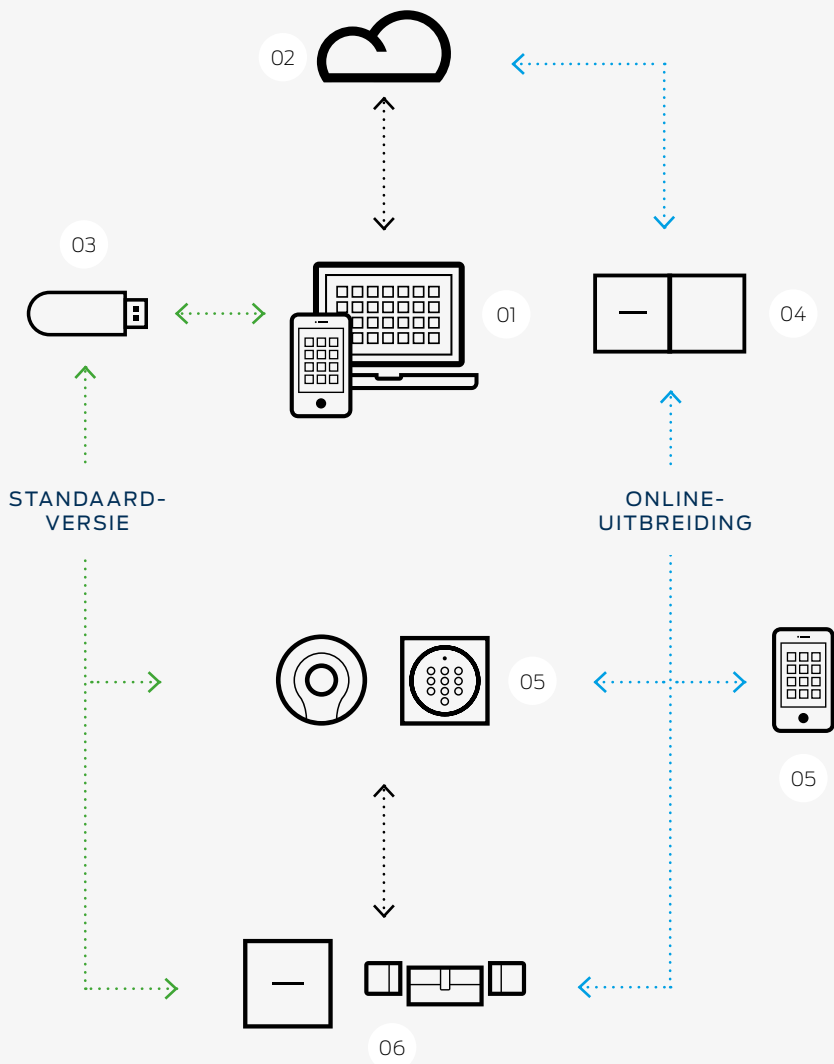 02
03
01
04
STANDAARD-
VERSIE
ONLINE-
UITBREIDING
05
05
06